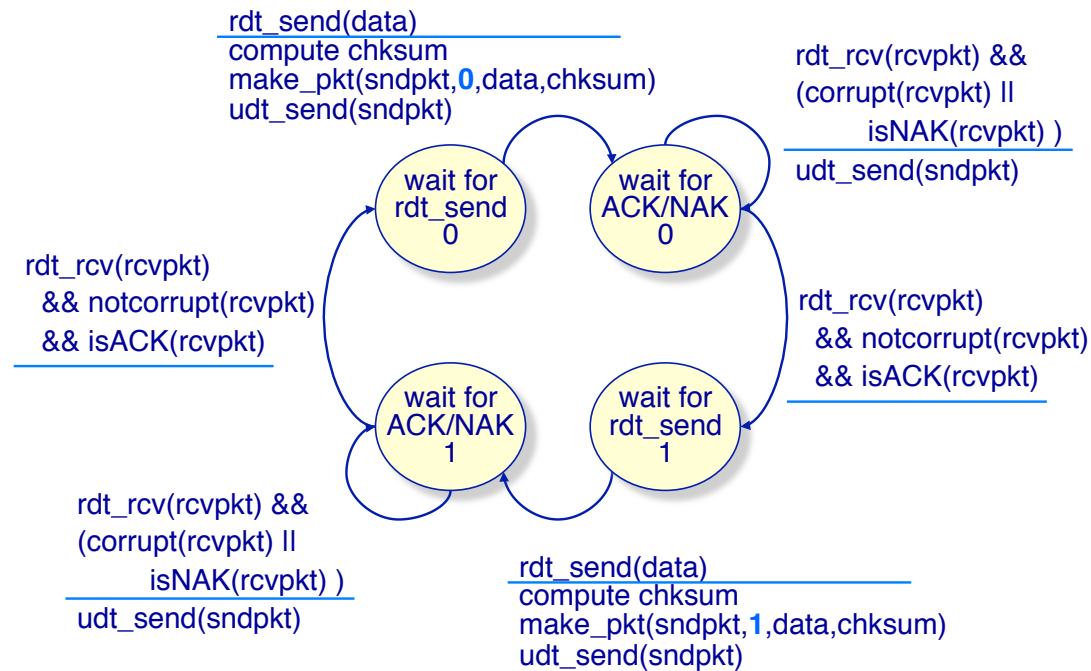 rdt_send(data)
compute chksum
make_pkt(sndpkt,0,data,chksum)
udt_send(sndpkt)
rdt_rcv(rcvpkt) &&
(corrupt(rcvpkt) ||
isNAK(rcvpkt) )
udt_send(sndpkt)
wait for
rdt_send
0
wait for
ACK/NAK
0
rdt_rcv(rcvpkt)
&& notcorrupt(rcvpkt)
&& isACK(rcvpkt)
rdt_rcv(rcvpkt)
&& notcorrupt(rcvpkt)
&& isACK(rcvpkt)
wait for
ACK/NAK
1
wait for
rdt_send
1
rdt_rcv(rcvpkt) &&
(corrupt(rcvpkt) ||
isNAK(rcvpkt) )
udt_send(sndpkt)
rdt_send(data)
compute chksum
make_pkt(sndpkt,1,data,chksum)
udt_send(sndpkt)